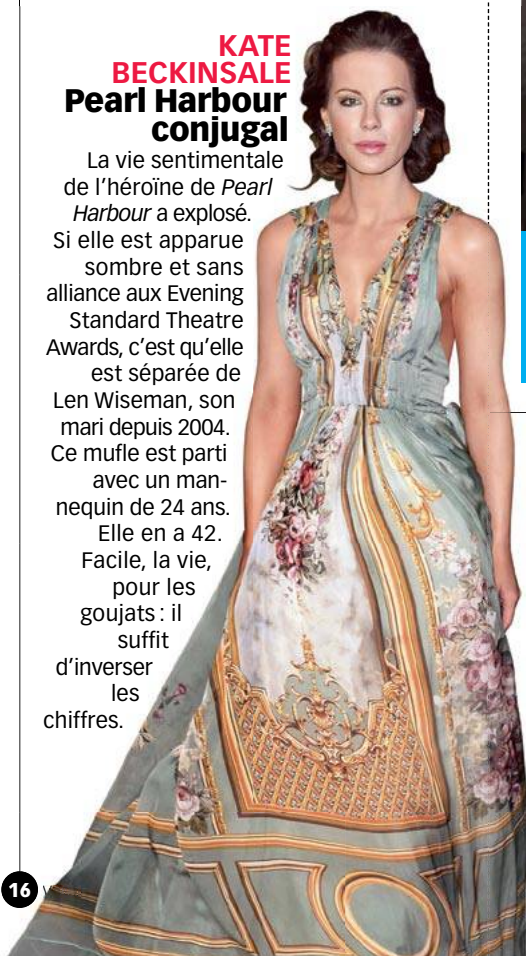 KATE
BECKINSALE
Pearl Harbour
conjugal
La vie sentimentale
de l’héroïne de Pearl
Harbour a explosé.
Si elle est apparue
sombre et sans
alliance aux Evening
Standard Theatre
Awards, c’est qu’elle
est séparée de
Len Wiseman, son
mari depuis 2004.
Ce mufle est parti
avec un man-
nequin de 24 ans.
Elle en a 42.
Facile, la vie,
pour les
goujats : il
suffit
d’inverser
les
chiffres.
16